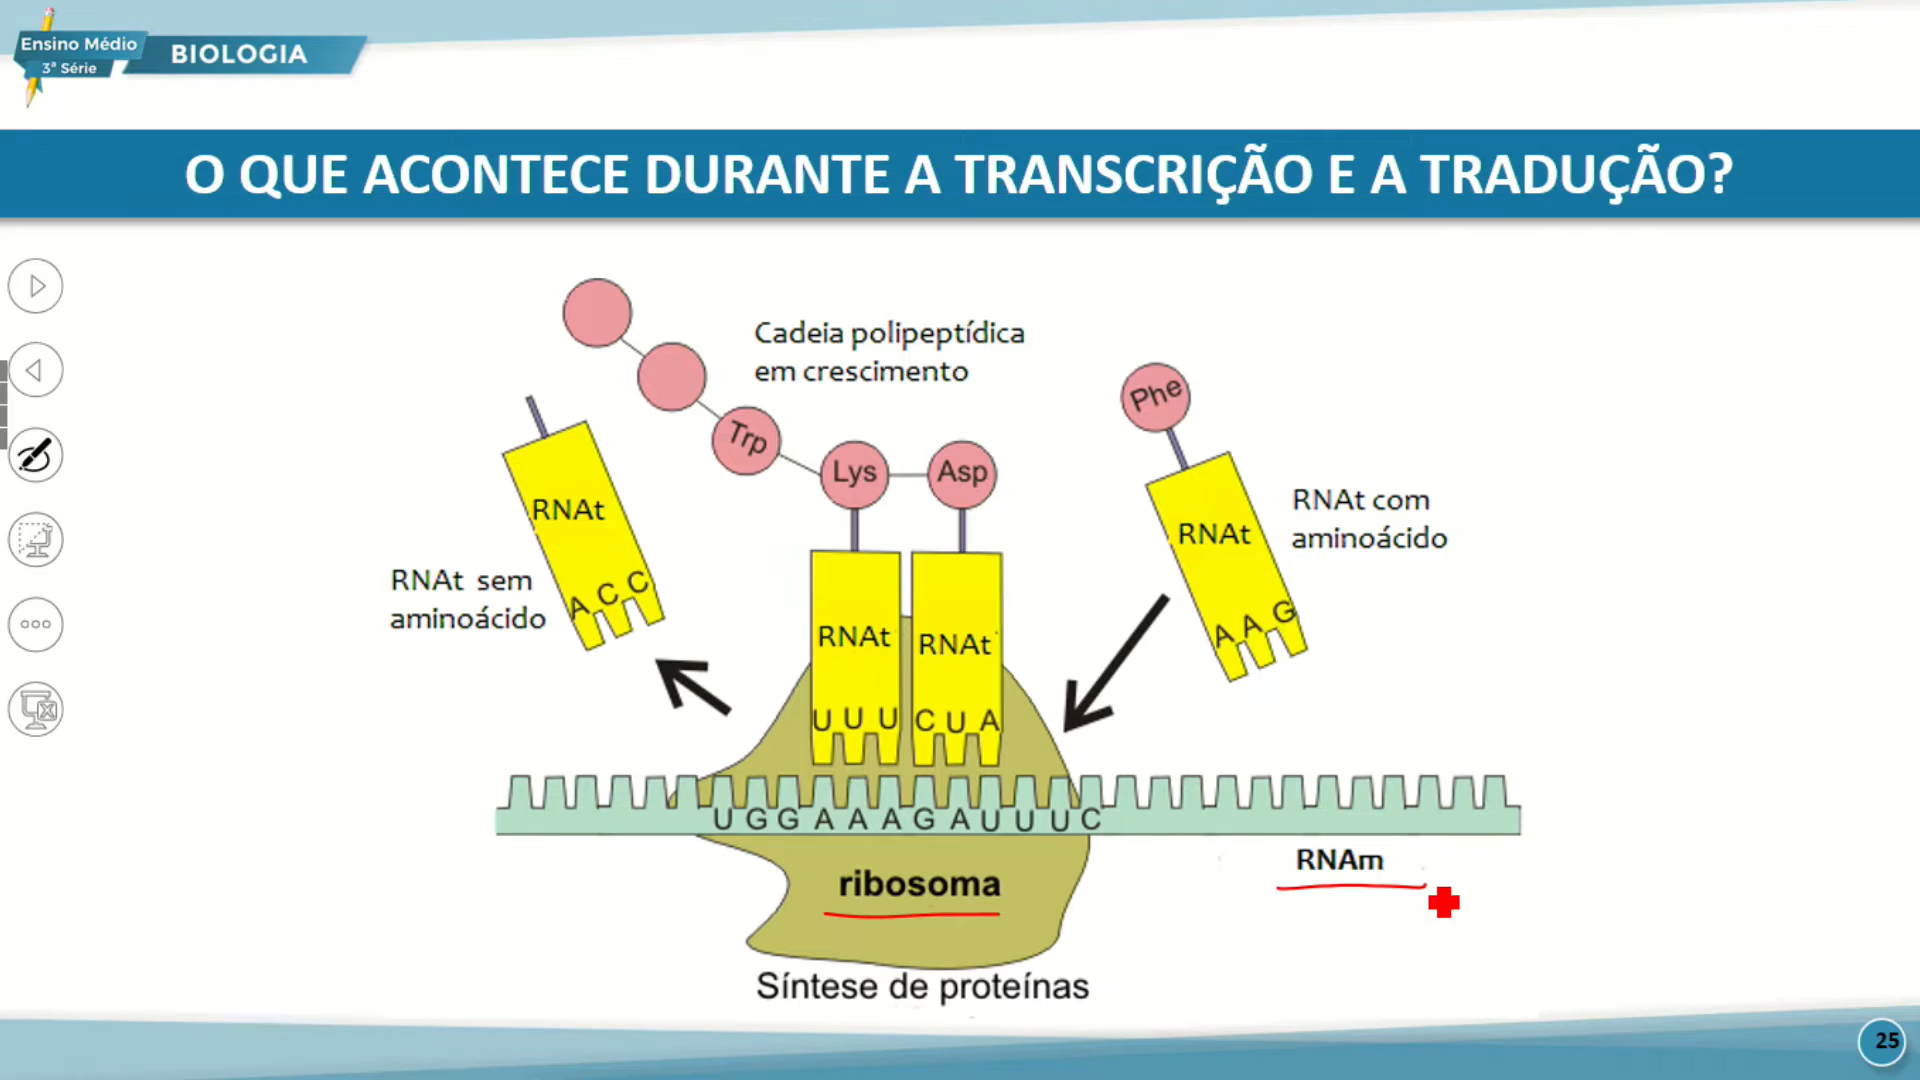 Ensino Médio
3ª Série
BIOLOGIA
O QUE ACONTECE DURANTE A TRANSCRIÇÃO E A TRADUÇÃO?
Cadeia polipeptídica
em crescimento
Trp
Lys
Asp
Phe
RNAt
A C C
RNAt sem
aminoácido
RNAt
U U U
RNAt
C U A
RNAt
A A G
RNAt com
aminoácido
U G G A A A G A U U U C
ribosoma
RNAm
Síntese de proteínas
25